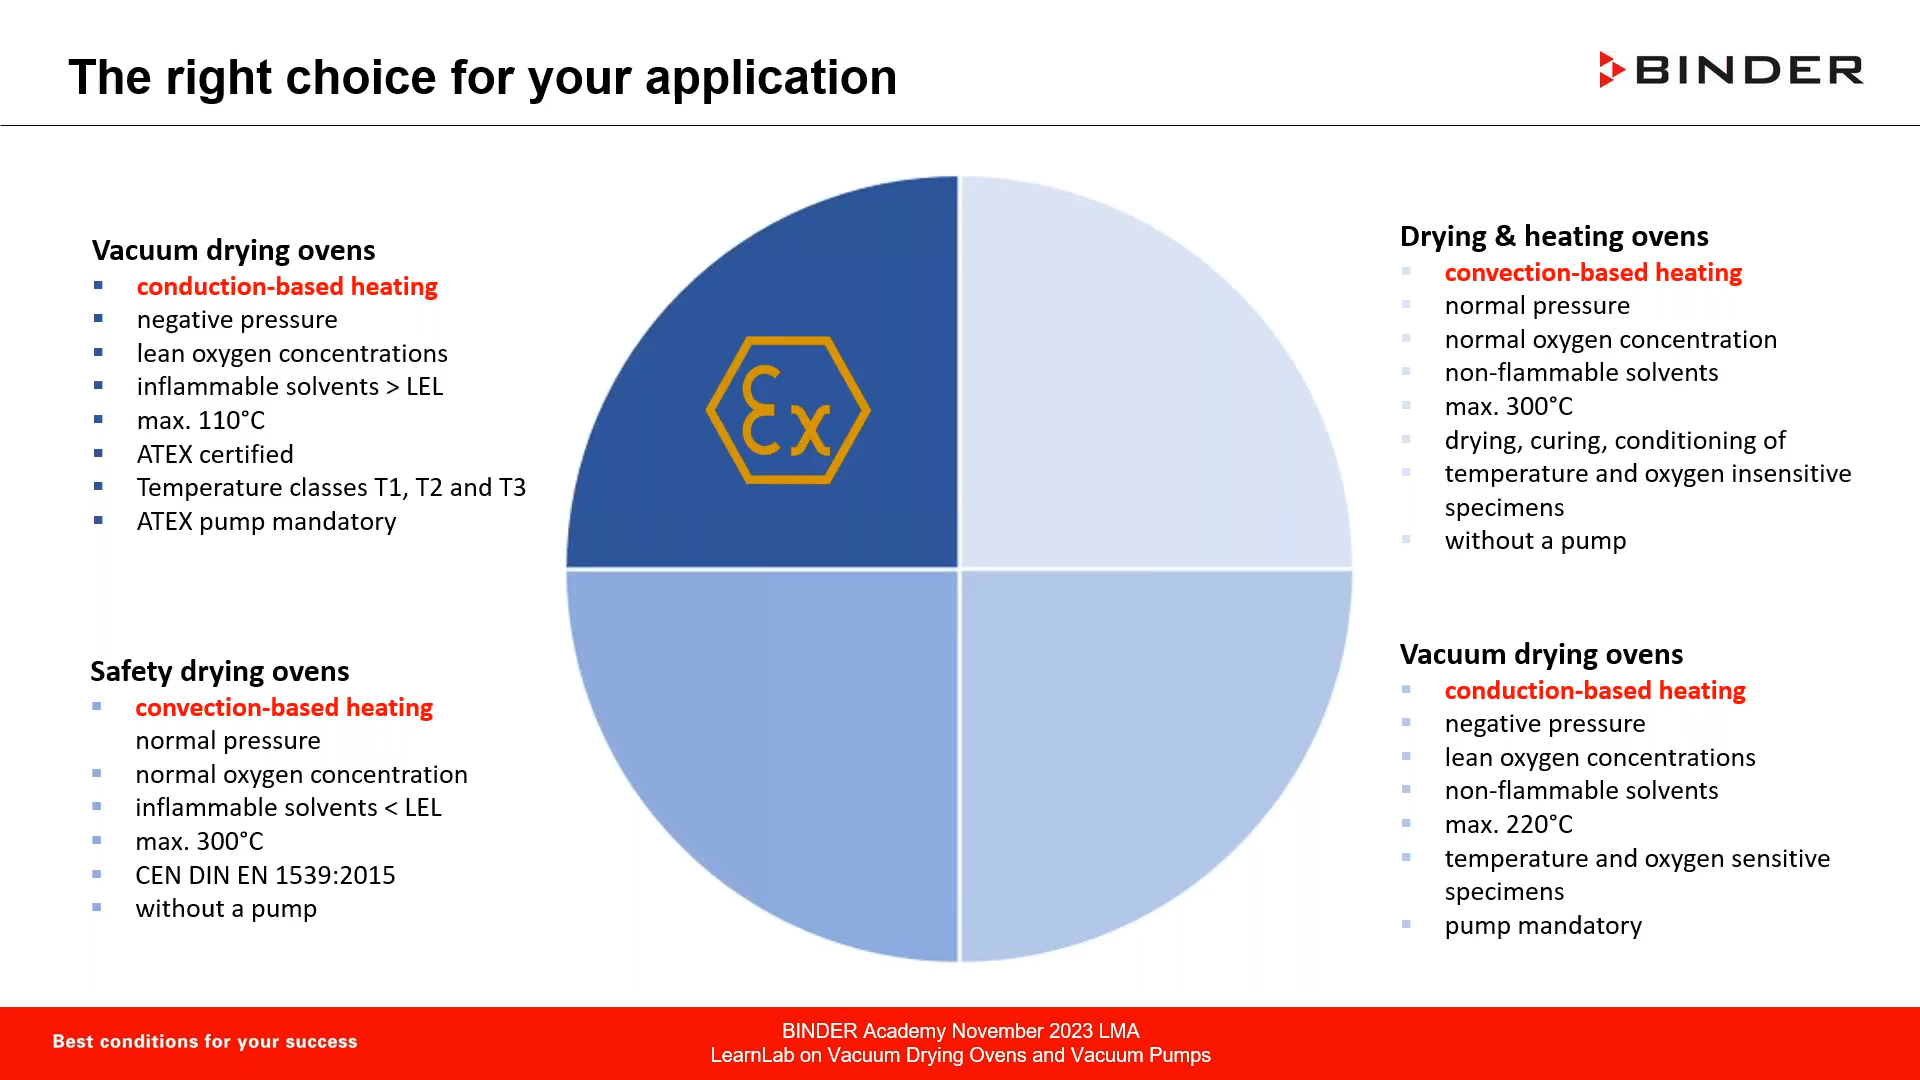 The right choice for your application
BINDER
Vacuum drying ovens
conduction-based heating
negative pressure
lean oxygen concentrations
inflammable solvents > LEL
max. 110°C
ATEX certified
Temperature classes T1, T2 and T3
ATEX pump mandatory
Safety drying ovens
convection-based heating
normal pressure
normal oxygen concentration
inflammable solvents < LEL
max. 300°C
CEN DIN EN 1539:2015
without a pump
Ex
Drying & heating ovens
convection-based heating
normal pressure
normal oxygen concentration
non-flammable solvents
max. 300°C
drying, curing, conditioning of
temperature and oxygen insensitive
specimens
without a pump
Vacuum drying ovens
conduction-based heating
negative pressure
lean oxygen concentrations
non-flammable solvents
max. 220°C
temperature and oxygen sensitive
specimens
pump mandatory
Best conditions for your success
BINDER Academy November 2023 LMA
LearnLab on Vacuum Drying Ovens and Vacuum Pumps